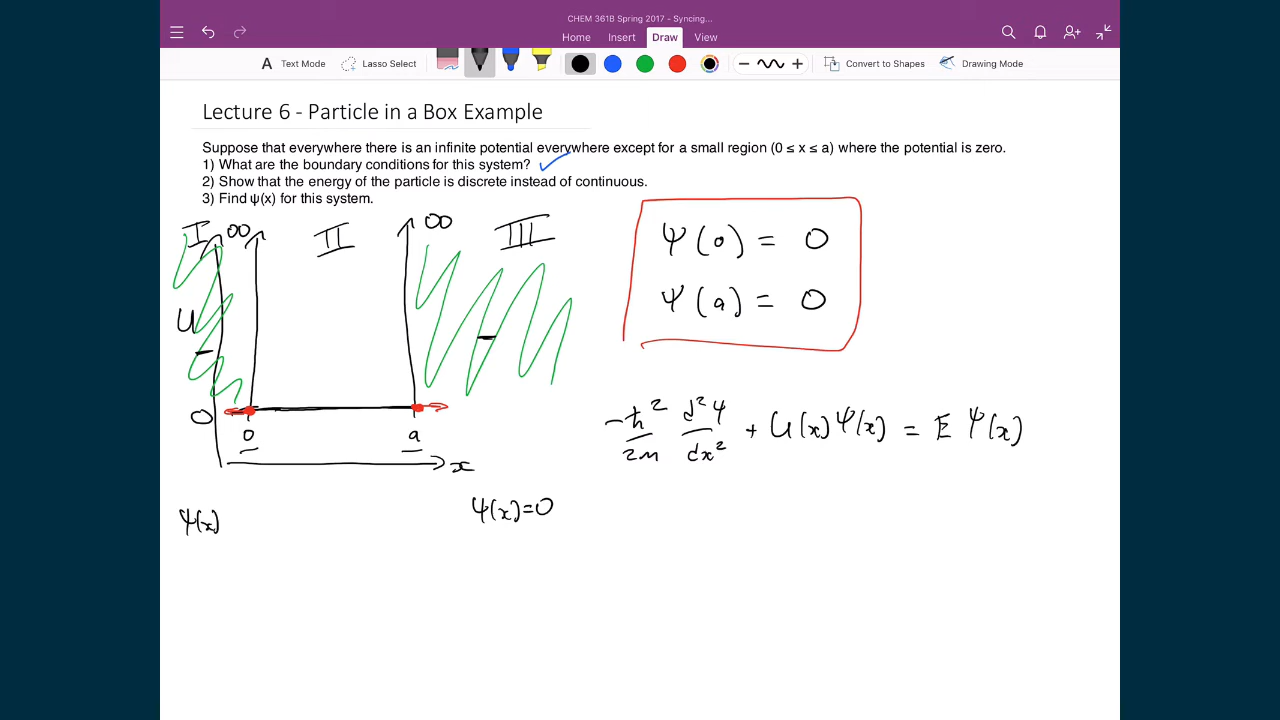 CHEM 361B Spring 2017 - Syncing...
Home Insert Draw View
A Text Mode Lasso Select Convert to Shapes Drawing Mode
Lecture 6 - Particle in a Box Example
Suppose that everywhere there is an infinite potential everywhere except for a small region (0 ≤ x ≤ a) where the potential is zero.
1) What are the boundary conditions for this system?
2) Show that the energy of the particle is discrete instead of continuous.
3) Find ψ(x) for this system.
I ∞ II ∞ III
Ψ(0) = 0
Ψ(a) = 0
U
0
0 a
x
-ħ²/2m d²Ψ/dx² + U(x)Ψ(x) = E Ψ(x)
Ψ(x) Ψ(x)=0